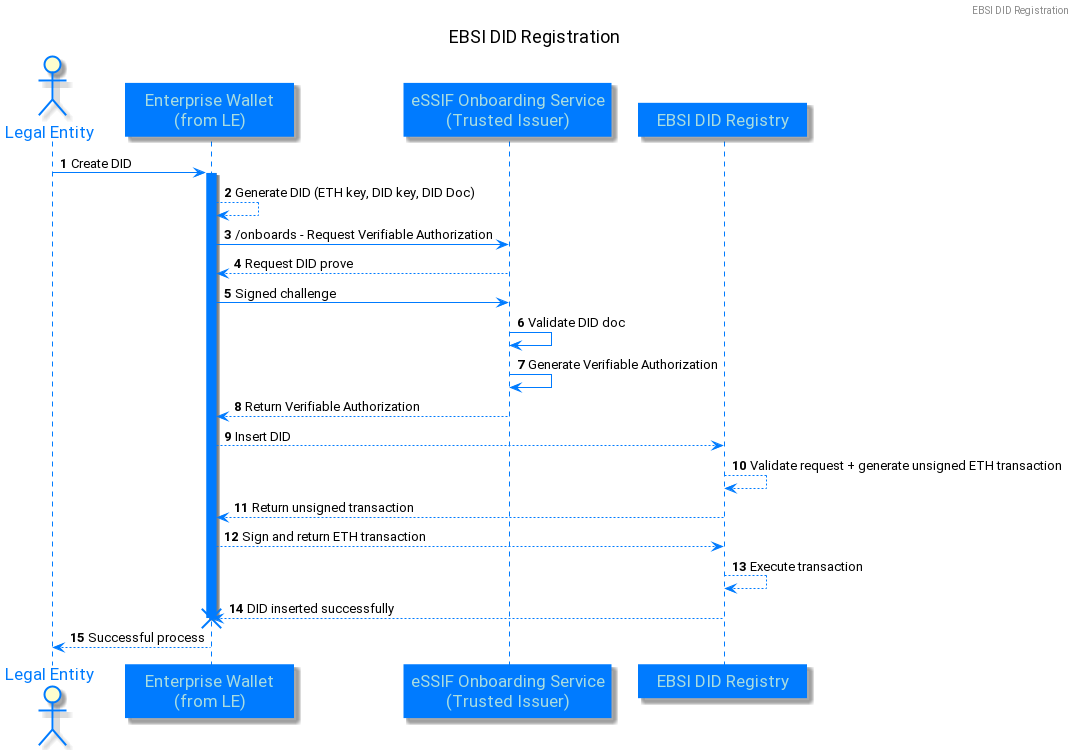 EBSI DID Registration
EBSI DID Registration
Legal Entity
Enterprise Wallet
(from LE)
eSSIF Onboarding Service
(Trusted Issuer)
EBSI DID Registry
1 Create DID
2 Generate DID (ETH key, DID key, DID Doc)
3 /onboards - Request Verifiable Authorization
4 Request DID prove
5 Signed challenge
6 Validate DID doc
7 Generate Verifiable Authorization
8 Return Verifiable Authorization
9 Insert DID
10 Validate request + generate unsigned ETH transaction
11 Return unsigned transaction
12 Sign and return ETH transaction
13 Execute transaction
14 DID inserted successfully
15 Successful process
Legal Entity
Enterprise Wallet
(from LE)
eSSIF Onboarding Service
(Trusted Issuer)
EBSI DID Registry